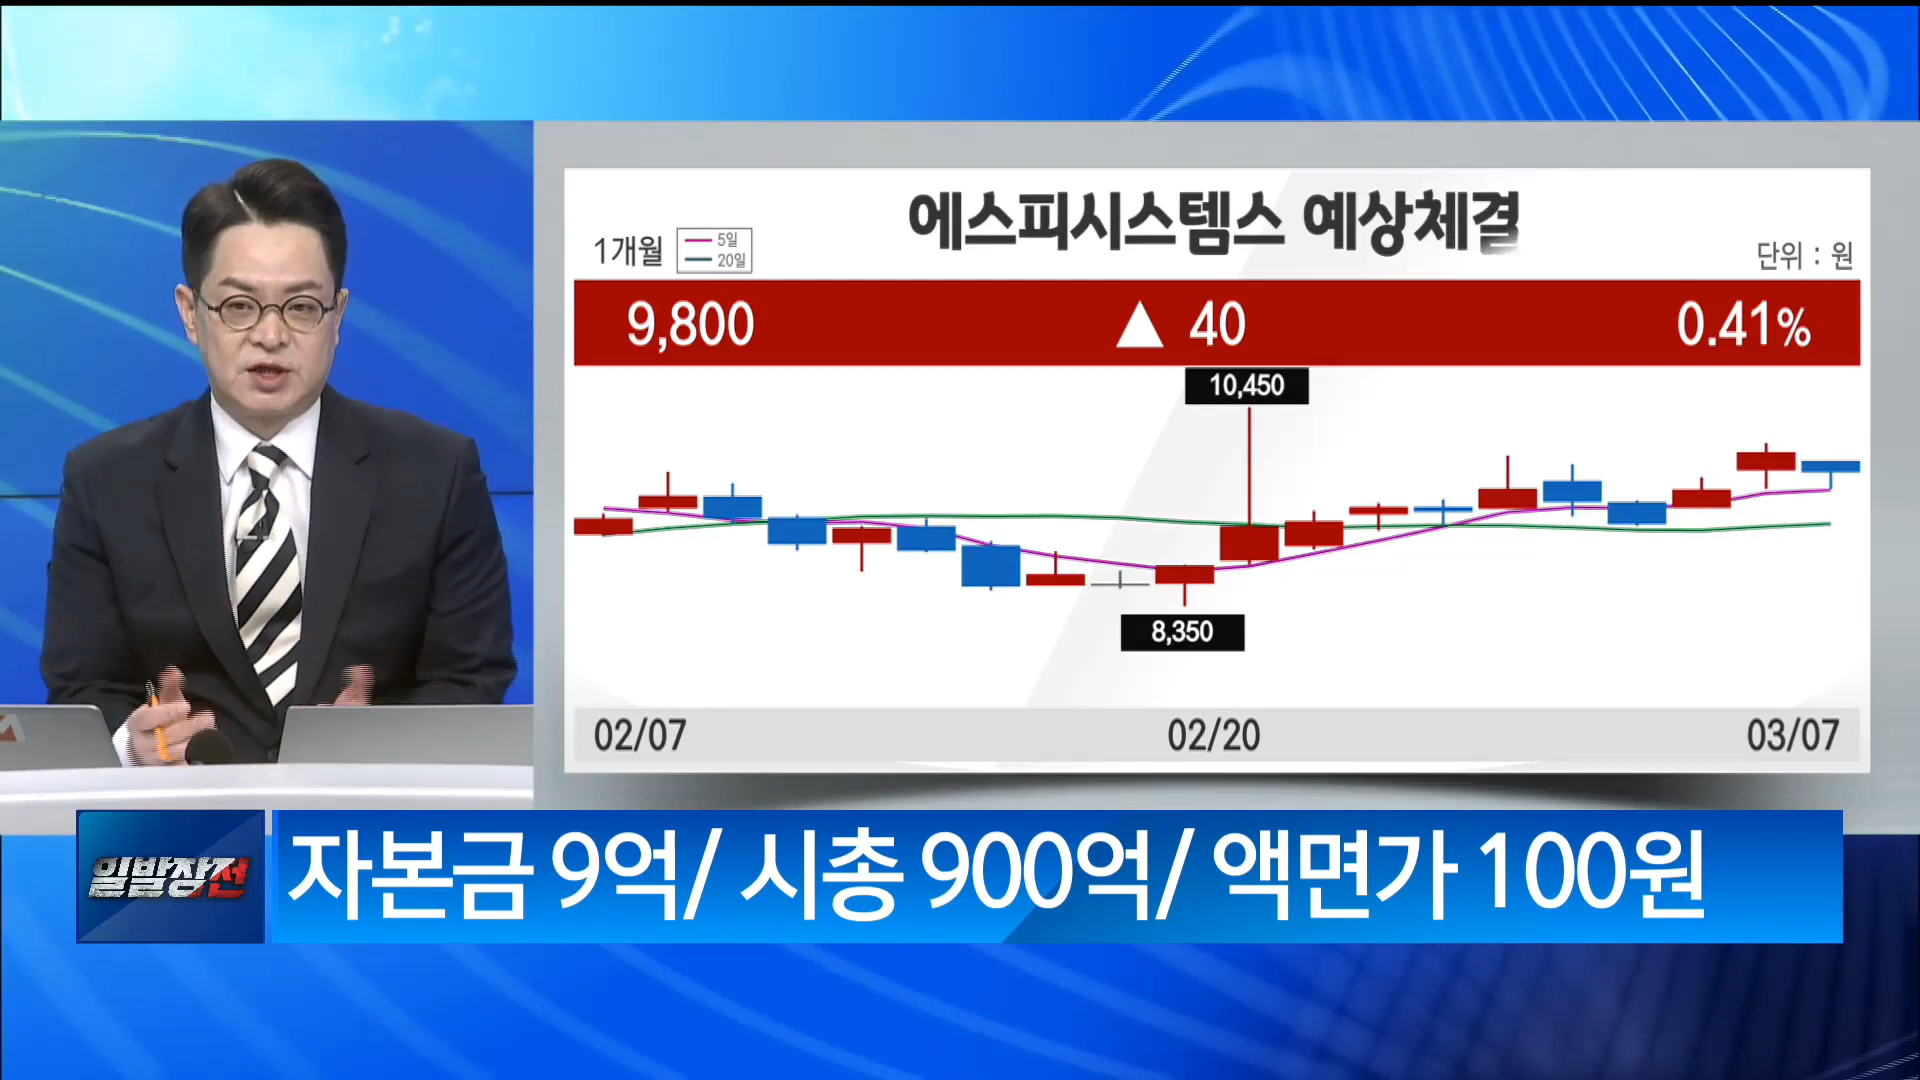 에스피시스템스 예상체결
1개월
5일
20일
단위 : 원
9,800 ▲ 40 0.41%
10,450
8,350
02/07 02/20 03/07
일발장전
자본금 9억/ 시총 900억/ 액면가 100원